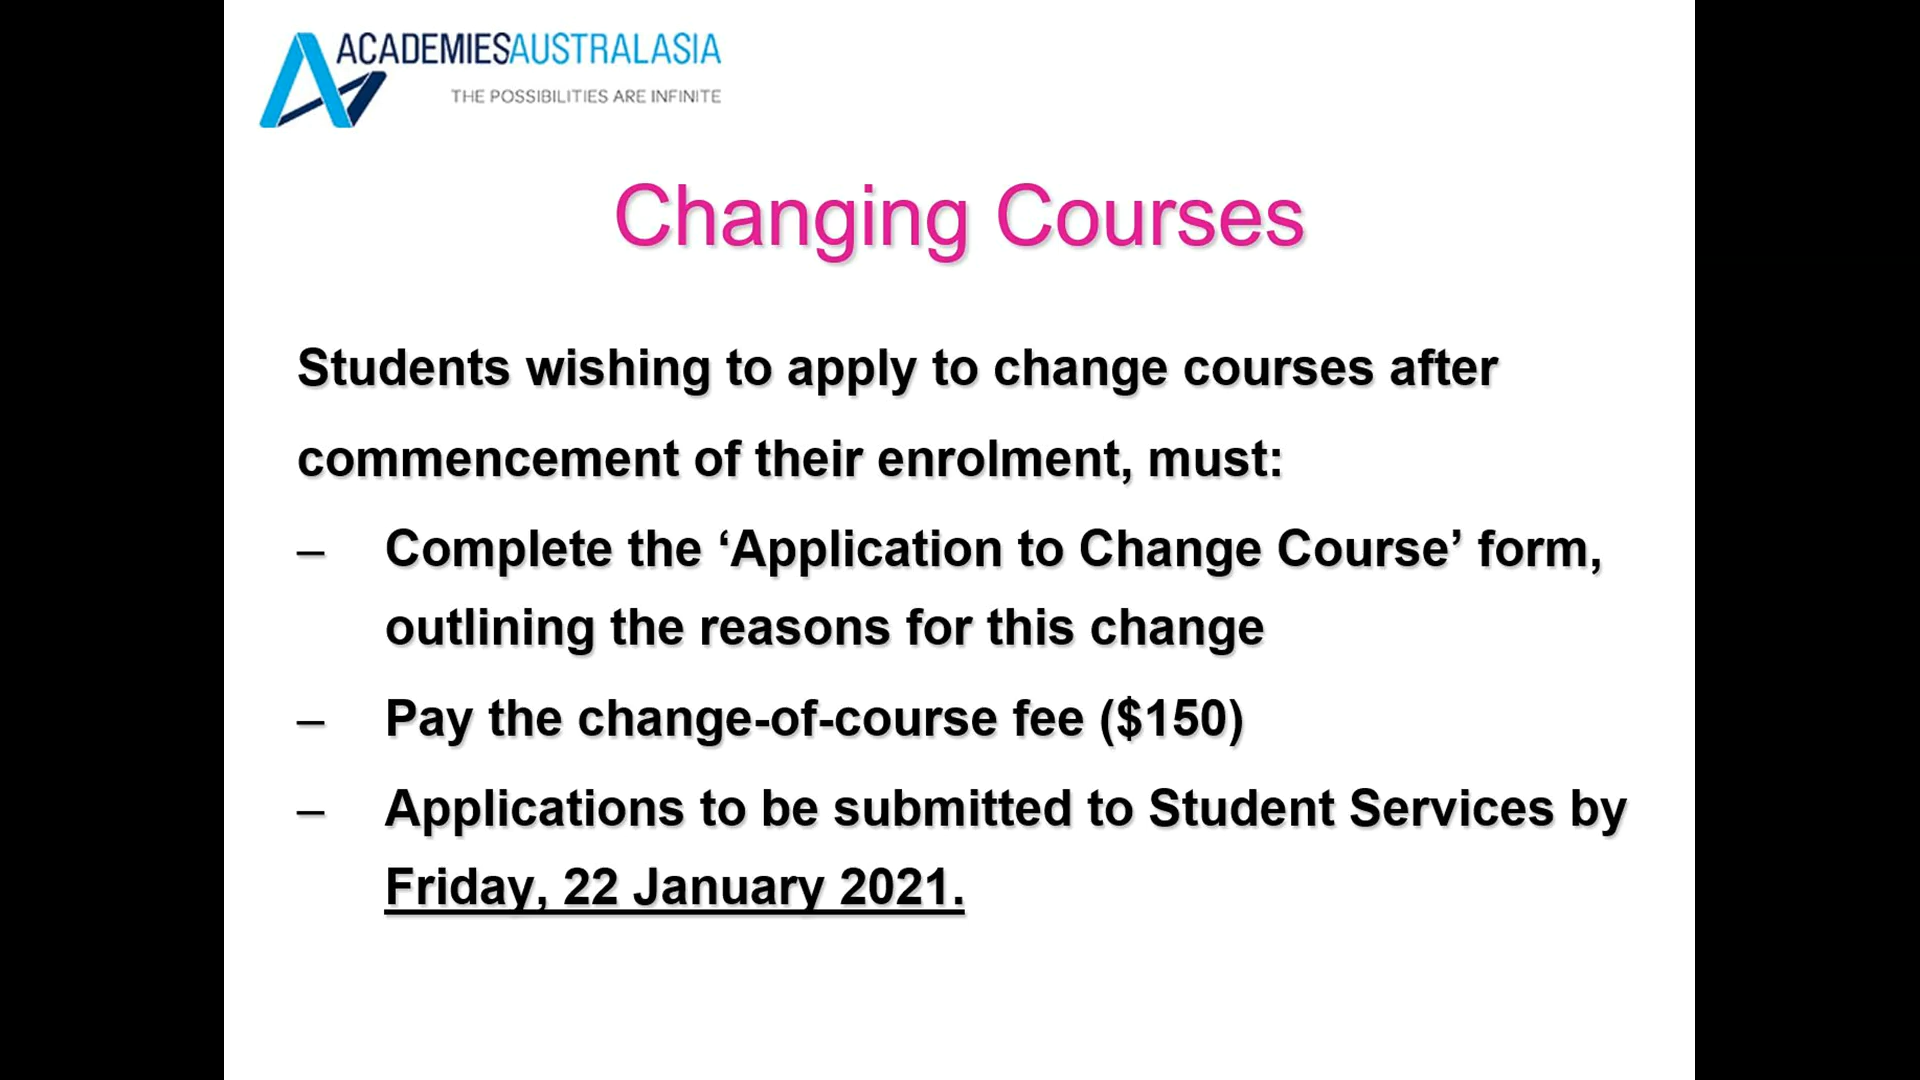 ACADEMIESAUSTRALASIA
THE POSSIBILITIES ARE INFINITE
Changing Courses
Students wishing to apply to change courses after
commencement of their enrolment, must:
– Complete the ‘Application to Change Course’ form,
outlining the reasons for this change
– Pay the change-of-course fee ($150)
– Applications to be submitted to Student Services by
Friday, 22 January 2021.